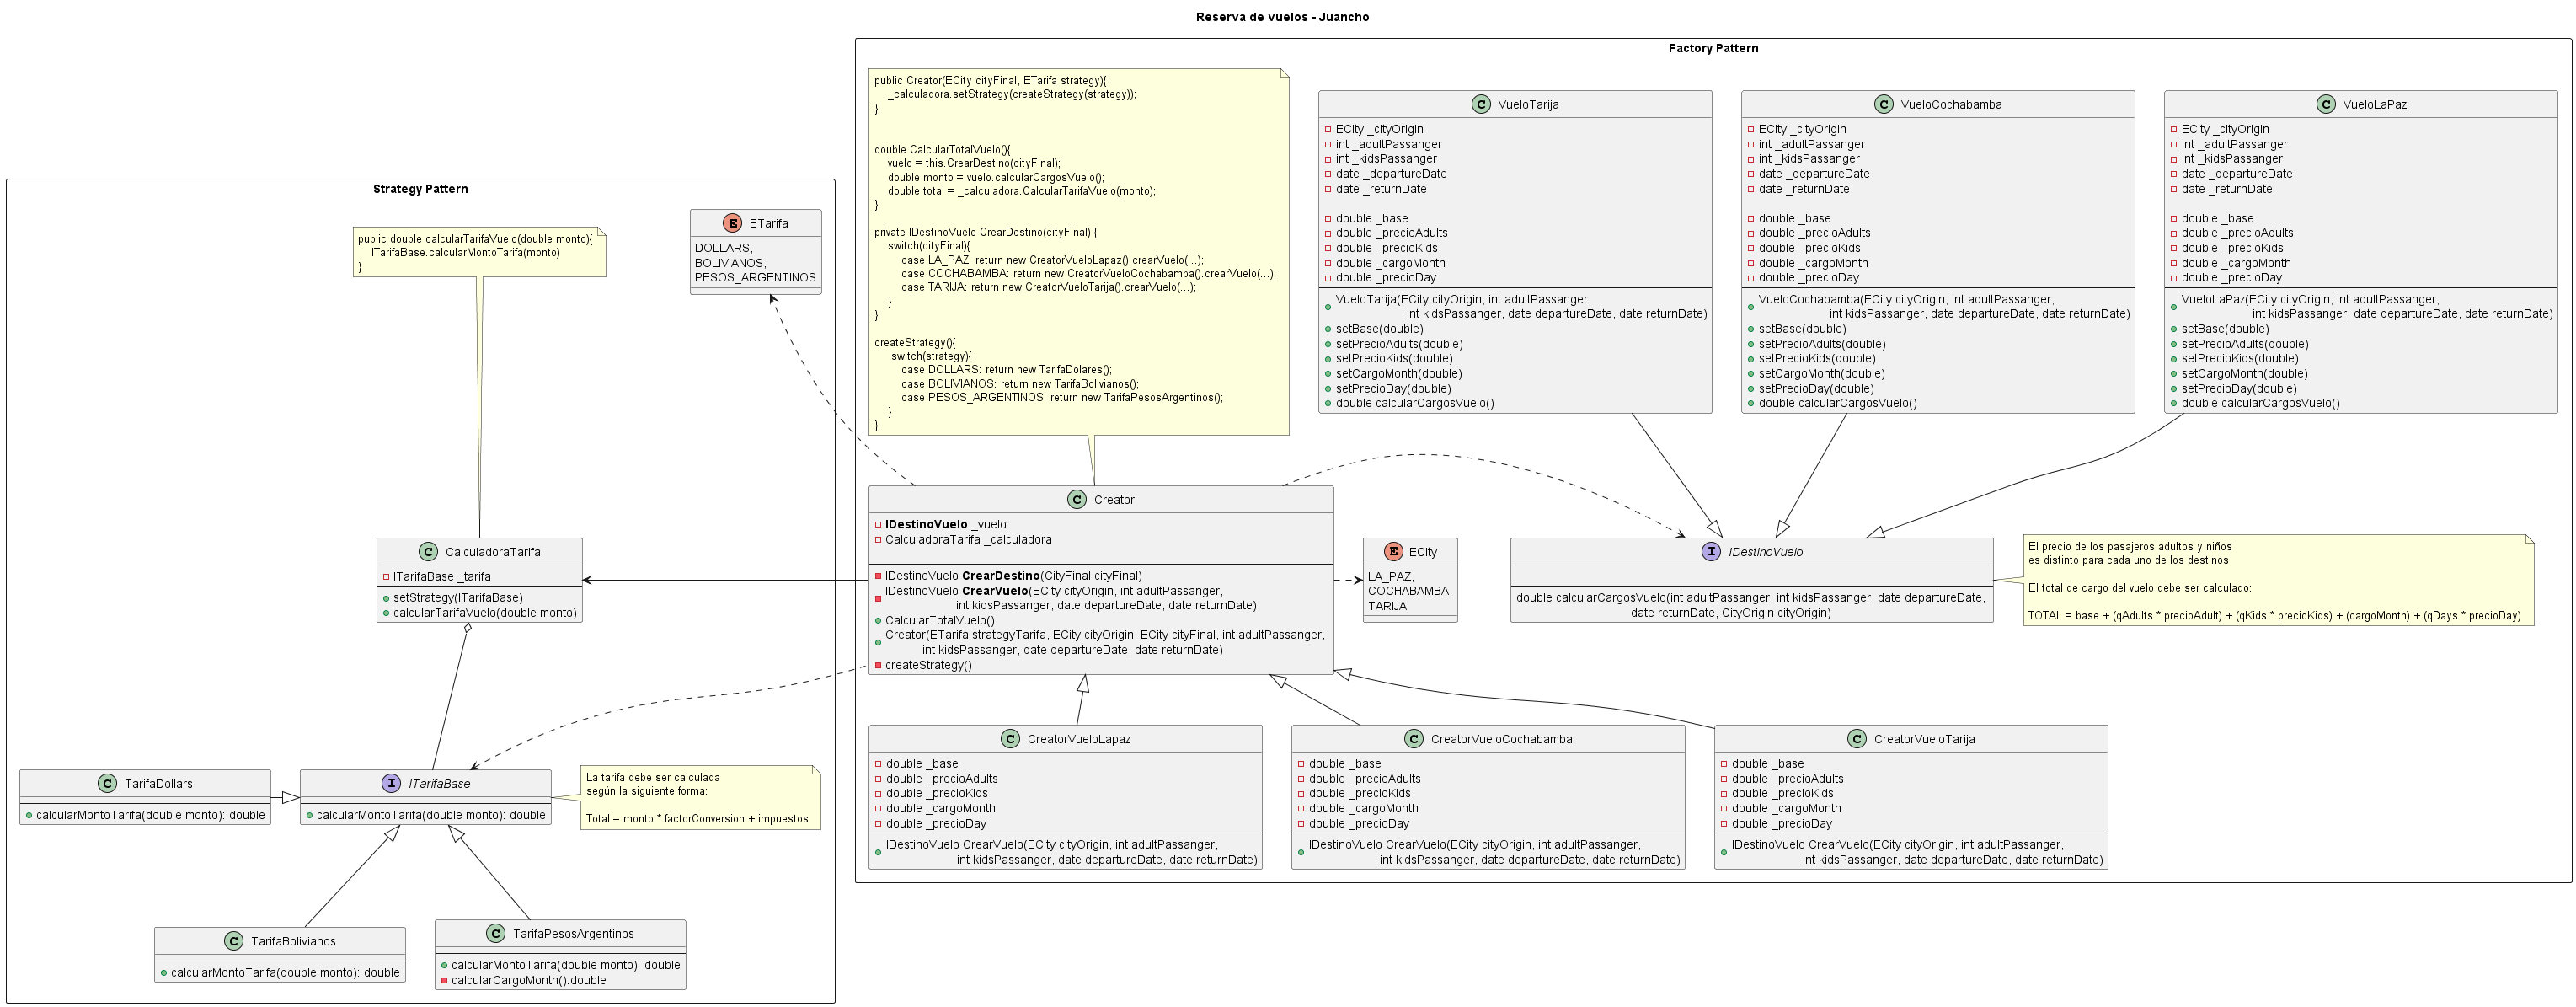 Reserva de vuelos - Juancho
Strategy Pattern
public double calcularTarifaVuelo(double monto){
ITarifaBase.calcularMontoTarifa(monto)
}
ETarifa
DOLLARS,
BOLIVIANOS,
PESOS_ARGENTINOS
CalculadoraTarifa
ITarifaBase _tarifa
setStrategy(ITarifaBase)
calcularTarifaVuelo(double monto)
TarifaDollars
calcularMontoTarifa(double monto): double
ITarifaBase
calcularMontoTarifa(double monto): double
La tarifa debe ser calculada
según la siguiente forma:
Total = monto * factorConversion + impuestos
TarifaBolivianos
calcularMontoTarifa(double monto): double
TarifaPesosArgentinos
calcularMontoTarifa(double monto): double
calcularCargoMonth():double
Factory Pattern
public Creator(ECity cityFinal, ETarifa strategy){
_calculadora.setStrategy(createStrategy(strategy));
}
double CalcularTotalVuelo(){
vuelo = this.CrearDestino(cityFinal);
double monto = vuelo.calcularCargosVuelo();
double total = _calculadora.CalcularTarifaVuelo(monto);
}
private IDestinoVuelo CrearDestino(cityFinal) {
switch(cityFinal){
case LA_PAZ: return new CreatorVueloLapaz().crearVuelo(...);
case COCHABAMBA: return new CreatorVueloCochabamba().crearVuelo(...);
case TARIJA: return new CreatorVueloTarija().crearVuelo(...);
}
}
createStrategy(){
switch(strategy){
case DOLLARS: return new TarifaDolares();
case BOLIVIANOS: return new TarifaBolivianos();
case PESOS_ARGENTINOS: return new TarifaPesosArgentinos();
}
}
VueloTarija
ECity _cityOrigin
int _adultPassanger
int _kidsPassanger
date _departureDate
date _returnDate
double _base
double _precioAdults
double _precioKids
double _cargoMonth
double _precioDay
VueloTarija(ECity cityOrigin, int adultPassanger,
int kidsPassanger, date departureDate, date returnDate)
setBase(double)
setPrecioAdults(double)
setPrecioKids(double)
setCargoMonth(double)
setPrecioDay(double)
double calcularCargosVuelo()
VueloCochabamba
ECity _cityOrigin
int _adultPassanger
int _kidsPassanger
date _departureDate
date _returnDate
double _base
double _precioAdults
double _precioKids
double _cargoMonth
double _precioDay
VueloCochabamba(ECity cityOrigin, int adultPassanger,
int kidsPassanger, date departureDate, date returnDate)
setBase(double)
setPrecioAdults(double)
setPrecioKids(double)
setCargoMonth(double)
setPrecioDay(double)
double calcularCargosVuelo()
VueloLaPaz
ECity _cityOrigin
int _adultPassanger
int _kidsPassanger
date _departureDate
date _returnDate
double _base
double _precioAdults
double _precioKids
double _cargoMonth
double _precioDay
VueloLaPaz(ECity cityOrigin, int adultPassanger,
int kidsPassanger, date departureDate, date returnDate)
setBase(double)
setPrecioAdults(double)
setPrecioKids(double)
setCargoMonth(double)
setPrecioDay(double)
double calcularCargosVuelo()
Creator
IDestinoVuelo _vuelo
CalculadoraTarifa _calculadora
IDestinoVuelo CrearDestino(CityFinal cityFinal)
IDestinoVuelo CrearVuelo(ECity cityOrigin, int adultPassanger,
int kidsPassanger, date departureDate, date returnDate)
CalcularTotalVuelo()
Creator(ETarifa strategyTarifa, ECity cityOrigin, ECity cityFinal, int adultPassanger,
int kidsPassanger, date departureDate, date returnDate)
createStrategy()
ECity
LA_PAZ,
COCHABAMBA,
TARIJA
IDestinoVuelo
double calcularCargosVuelo(int adultPassanger, int kidsPassanger, date departureDate,
date returnDate, CityOrigin cityOrigin)
El precio de los pasajeros adultos y niños
es distinto para cada uno de los destinos
El total de cargo del vuelo debe ser calculado:
TOTAL = base + (qAdults * precioAdult) + (qKids * precioKids) + (cargoMonth) + (qDays * precioDay)
CreatorVueloLapaz
double _base
double _precioAdults
double _precioKids
double _cargoMonth
double _precioDay
IDestinoVuelo CrearVuelo(ECity cityOrigin, int adultPassanger,
int kidsPassanger, date departureDate, date returnDate)
CreatorVueloCochabamba
double _base
double _precioAdults
double _precioKids
double _cargoMonth
double _precioDay
IDestinoVuelo CrearVuelo(ECity cityOrigin, int adultPassanger,
int kidsPassanger, date departureDate, date returnDate)
CreatorVueloTarija
double _base
double _precioAdults
double _precioKids
double _cargoMonth
double _precioDay
IDestinoVuelo CrearVuelo(ECity cityOrigin, int adultPassanger,
int kidsPassanger, date departureDate, date returnDate)